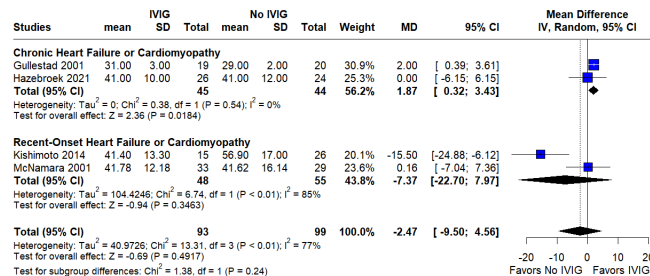 IVIG No IVIG Mean Difference
Studies mean SD Total mean SD Total Weight MD 95% CI IV, Random, 95% CI
Chronic Heart Failure or Cardiomyopathy
Gullestad 2001 31.00 3.00 19 29.00 2.00 20 30.9% 2.00 [ 0.39; 3.61]
Hazebroek 2021 41.00 10.00 26 41.00 12.00 24 25.3% 0.00 [ -6.15; 6.15]
Total (95% CI) 45 44 56.2% 1.87 [ 0.32; 3.43]
Heterogeneity: Tau² = 0; Chi² = 0.38, df = 1 (P = 0.54); I² = 0%
Test for overall effect: Z = 2.36 (P = 0.0184)
Recent-Onset Heart Failure or Cardiomyopathy
Kishimoto 2014 41.40 13.30 15 56.90 17.00 26 20.1% -15.50 [-24.88; -6.12]
McNamara 2001 41.78 12.18 33 41.62 16.14 29 23.6% 0.16 [ -7.04; 7.36]
Total (95% CI) 48 55 43.8% -7.37 [-22.70; 7.97]
Heterogeneity: Tau² = 104.4246; Chi² = 6.74, df = 1 (P < 0.01); I² = 85%
Test for overall effect: Z = -0.94 (P = 0.3463)
Total (95% CI) 93 99 100.0% -2.47 [ -9.50; 4.56]
Heterogeneity: Tau² = 40.9726; Chi² = 13.31, df = 3 (P < 0.01); I² = 77%
Test for overall effect: Z = -0.69 (P = 0.4917)
Test for subgroup differences: Chi² = 1.38, df = 1 (P = 0.24)
-20 -10 0 10 20
Favors No IVIG Favors IVIG